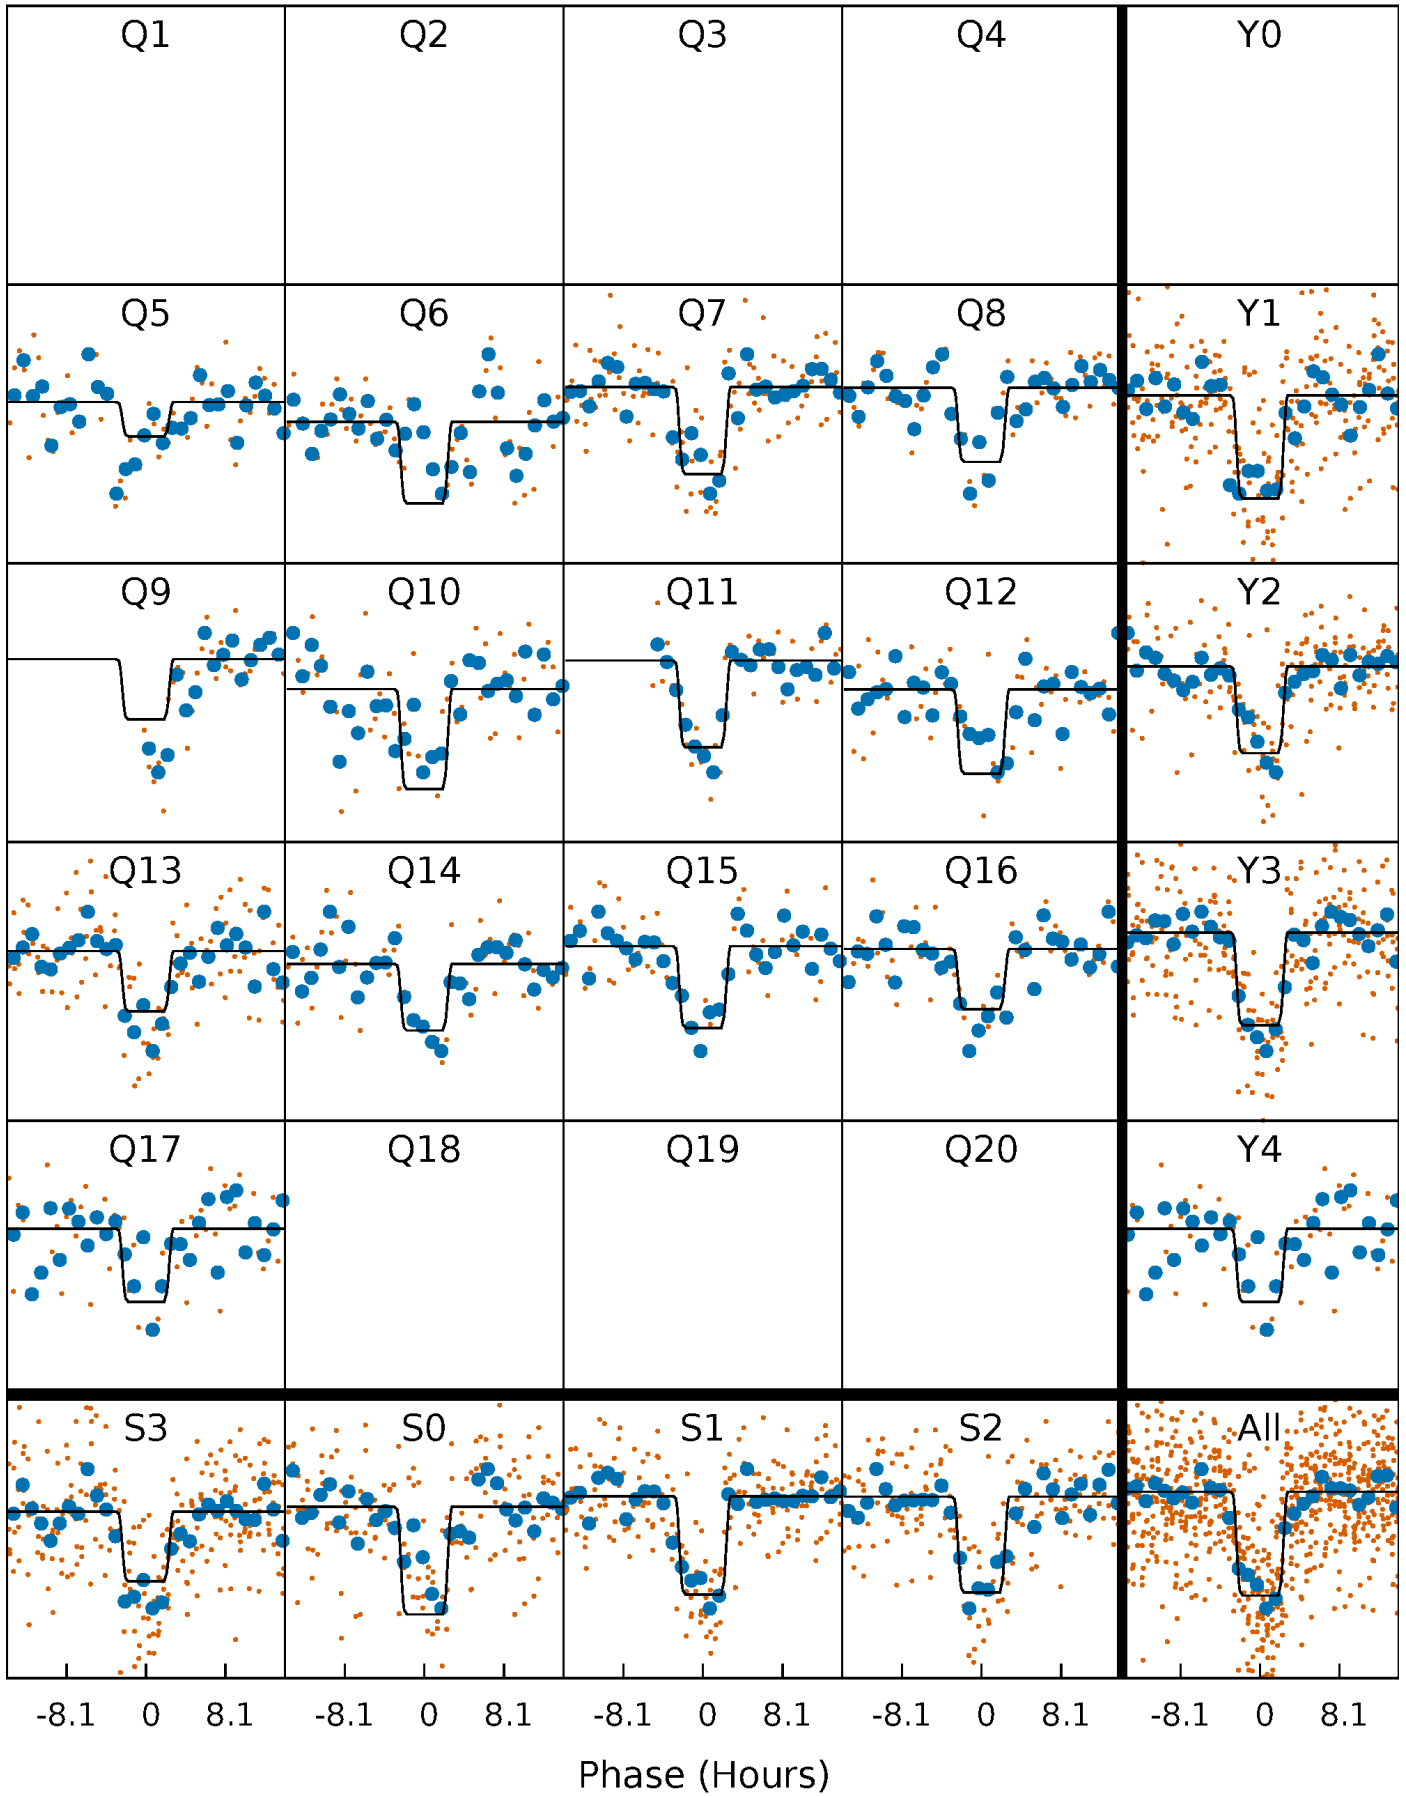 Q1 Q2 Q3 Q4 Y0
Q5 Q6 Q7 Q8 Y1
Q9 Q10 Q11 Q12 Y2
Q13 Q14 Q15 Q16 Y3
Q17 Q18 Q19 Q20 Y4
S3 S0 S1 S2 All
-8.1 0 8.1 -8.1 0 8.1 -8.1 0 8.1 -8.1 0 8.1 -8.1 0 8.1
Phase (Hours)